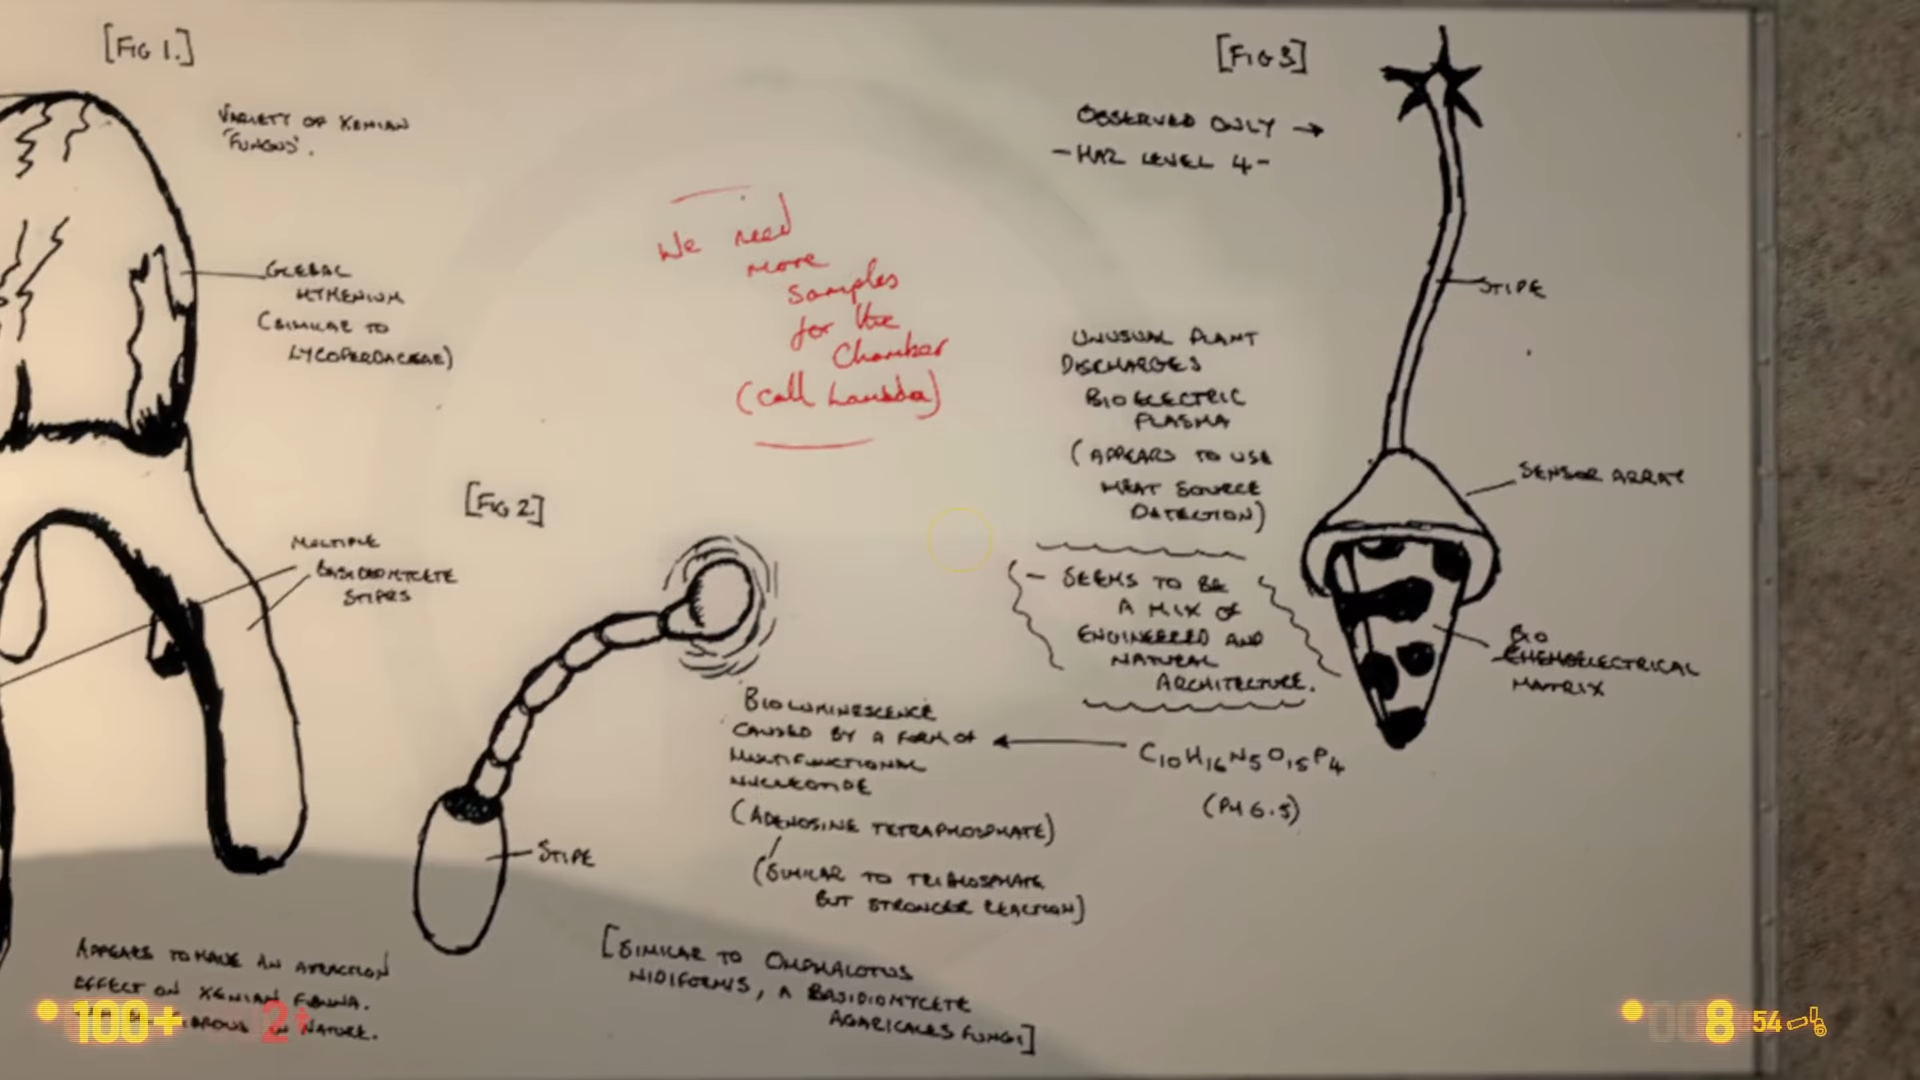 [FIG 1.]
VARIETY OF XENIAN
"FUNGUS".
GLEBAL
HYMENIUM
(SIMILAR TO
LYCOPERDACEAE)
MULTIPLE
BASIDIOMYCETE
STIPES
APPEARS TO HAVE AN ATRACTION
EFFECT ON XENIAN FAUNA.
IN NATURE.
We need
more
samples
for the
Chamber
(call Lambda)
[FIG 2.]
STIPE
BIOLUMINESCENCE
CAUSED BY A FORM OF
MULTIFUNCTIONAL
NUCLEOTIDE
(ADENOSINE TETRAPHOSPHATE)
(SIMILAR TO TRIPHOSPHATE
BUT STRONGER REACTION)
[SIMILAR TO OMPHALOTUS
NIDIFORMIS, A BASIDIOMYCETE
AGARICALES FUNGI]
[FIG 3]
OBSERVED ONLY →
-HAZ LEVEL 4-
STIPE
UNUSUAL PLANT
DISCHARGES
BIOELECTRIC
PLASMA
(APPEARS TO USE
HEAT SOURCE
DETECTION)
SENSOR ARRAY
- SEEMS TO BE
A MIX OF
ENGINEERED AND
NATURAL
ARCHITECTURE.
BIO
CHEMOELECTRICAL
MATRIX
C10H16N5O15P4
(PH 6.5)
100+
2
8
54